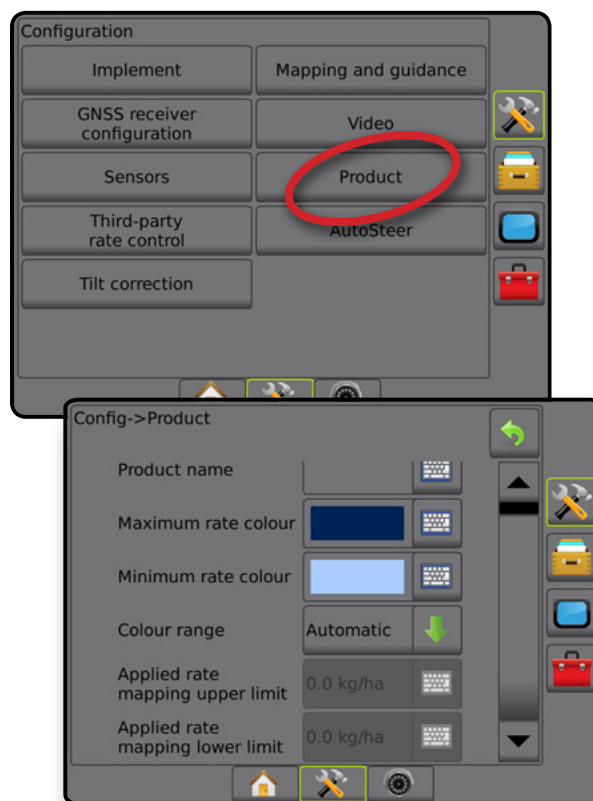 Configuration
Implement
Mapping and guidance
GNSS receiver
configuration
Video
Sensors
Product
Third-party
rate control
AutoSteer
Tilt correction
Config->Product
Product name
Maximum rate colour
Minimum rate colour
Colour range
Automatic
Applied rate
mapping upper limit
0.0 kg/ha
Applied rate
mapping lower limit
0.0 kg/ha